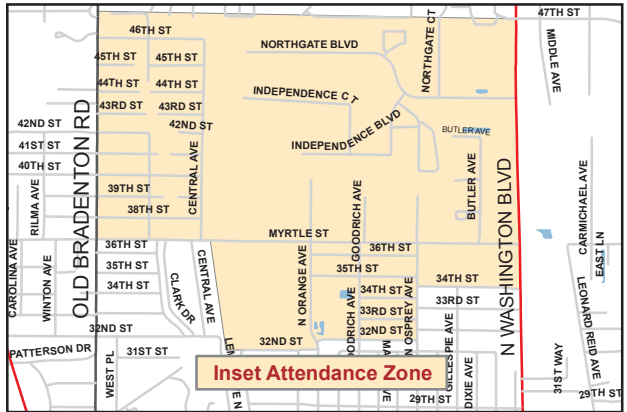 47TH ST
46TH ST
NORTHGATE BLVD
NORTHGATE CT
MIDDLE AVE
45TH ST
45TH ST
44TH ST
44TH ST
INDEPENDENCE CT
43RD ST
43RD ST
42ND ST
42ND ST
OLD BRADENTON RD
INDEPENDENCE BLVD
BUTLER AVE
41ST ST
40TH ST
CENTRAL AVE
BUTLER AVE
N WASHINGTON BLVD
CARMICHAEL AVE
RILMA AVE
39TH ST
38TH ST
GOODRICH AVE
MYRTLE ST
EAST LN
CAROLINA AVE
WINTON AVE
36TH ST
36TH ST
35TH ST
35TH ST
34TH ST
34TH ST
34TH ST
CLARK DR
CENTRAL AVE
N ORANGE AVE
N OSPREY AVE
33RD ST
33RD ST
LEONARD REID AVE
32ND ST
32ND ST
32ND ST
OODRICH AVE
GILLESPIE AVE
PATTERSON DR
WEST PL
31ST ST
LEM
E N
MA
VE
DIXIE AVE
31ST WAY
Inset Attendance Zone
29TH ST
29TH ST